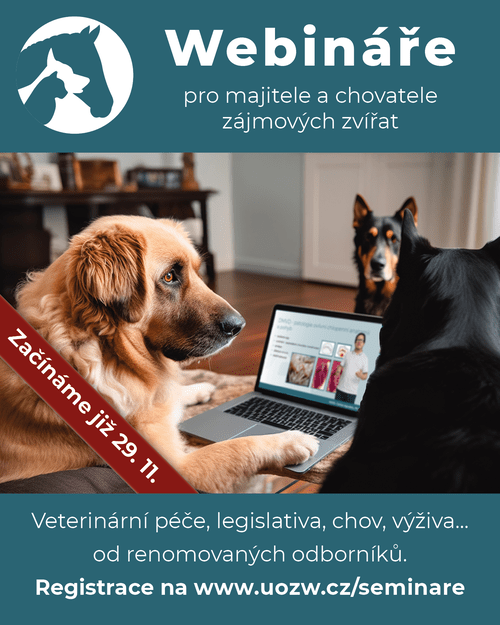 Webináře
pro majitele a chovatele
zájmových zvířat
Začínáme již 29. 11.
Veterinární péče, legislativa, chov, výživa...
od renomovaných odborníků.
Registrace na www.uozw.cz/seminare